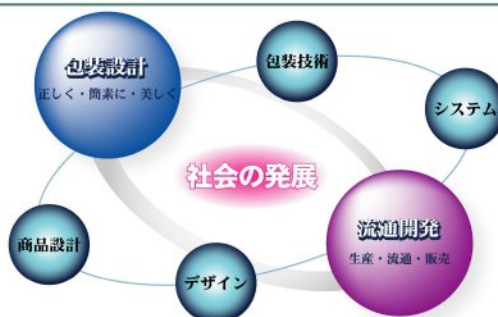 包装設計
正しく・簡素に・美しく
包装技術
システム
社会の発展
商品設計
デザイン
流通開発
生産・流通・販売